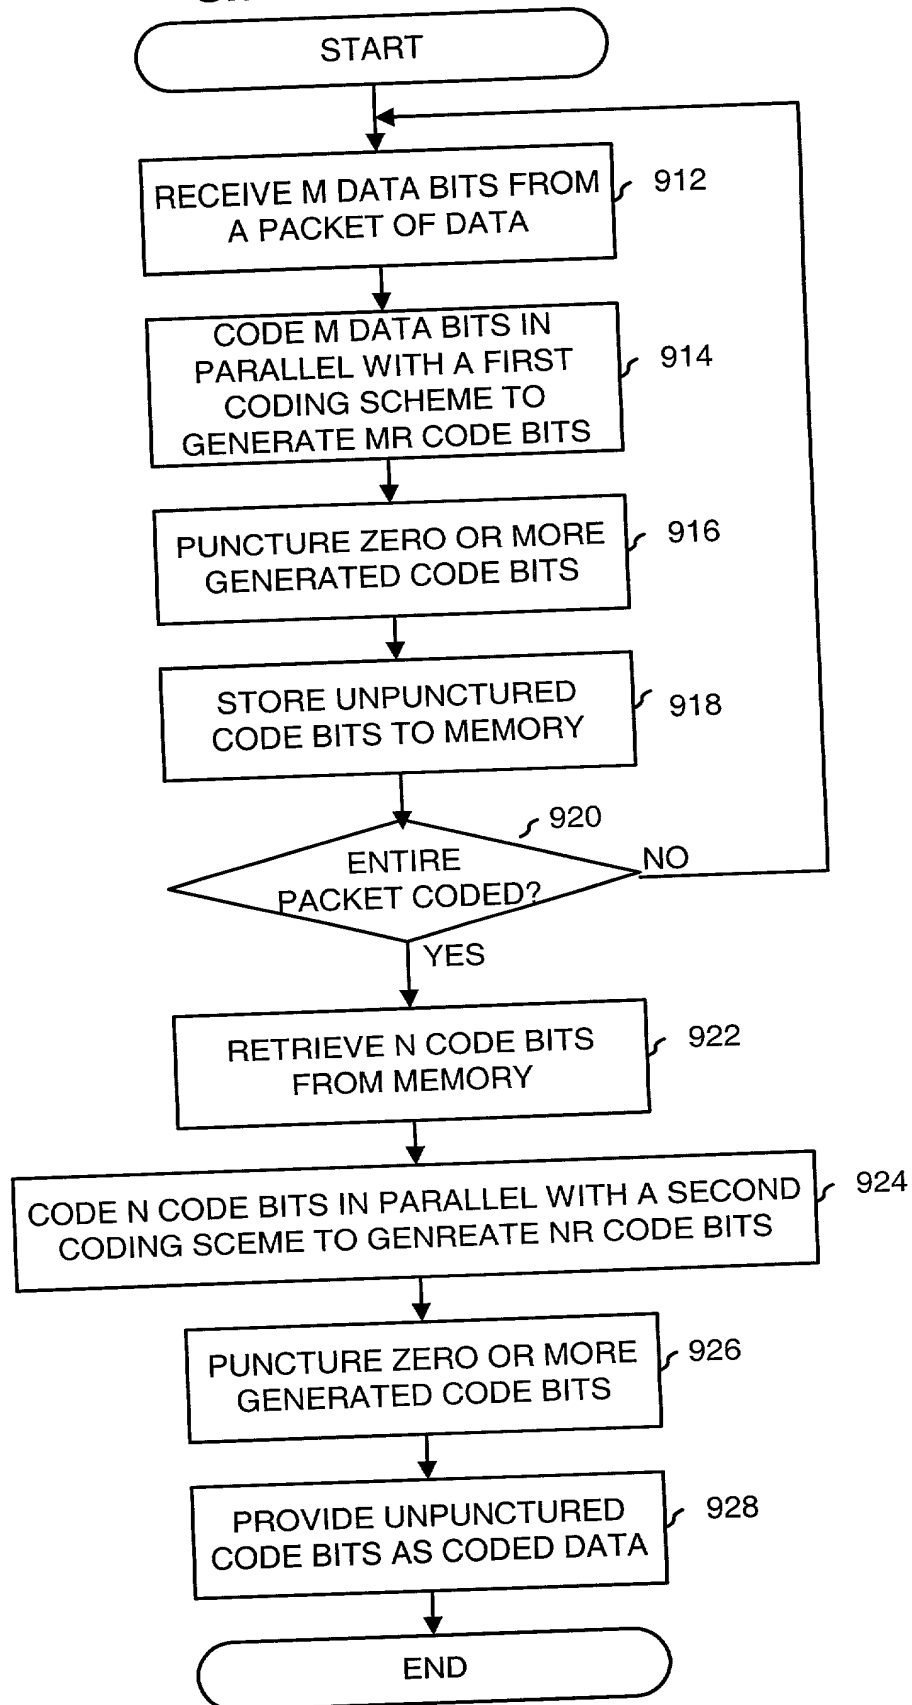 START
RECEIVE M DATA BITS FROM
A PACKET OF DATA
912
CODE M DATA BITS IN
PARALLEL WITH A FIRST
CODING SCHEME TO
GENERATE MR CODE BITS
914
PUNCTURE ZERO OR MORE
GENERATED CODE BITS
916
STORE UNPUNCTURED
CODE BITS TO MEMORY
918
920
ENTIRE
PACKET CODED?
NO
YES
RETRIEVE N CODE BITS
FROM MEMORY
922
CODE N CODE BITS IN PARALLEL WITH A SECOND
CODING SCEME TO GENREATE NR CODE BITS
924
PUNCTURE ZERO OR MORE
GENERATED CODE BITS
926
PROVIDE UNPUNCTURED
CODE BITS AS CODED DATA
928
END